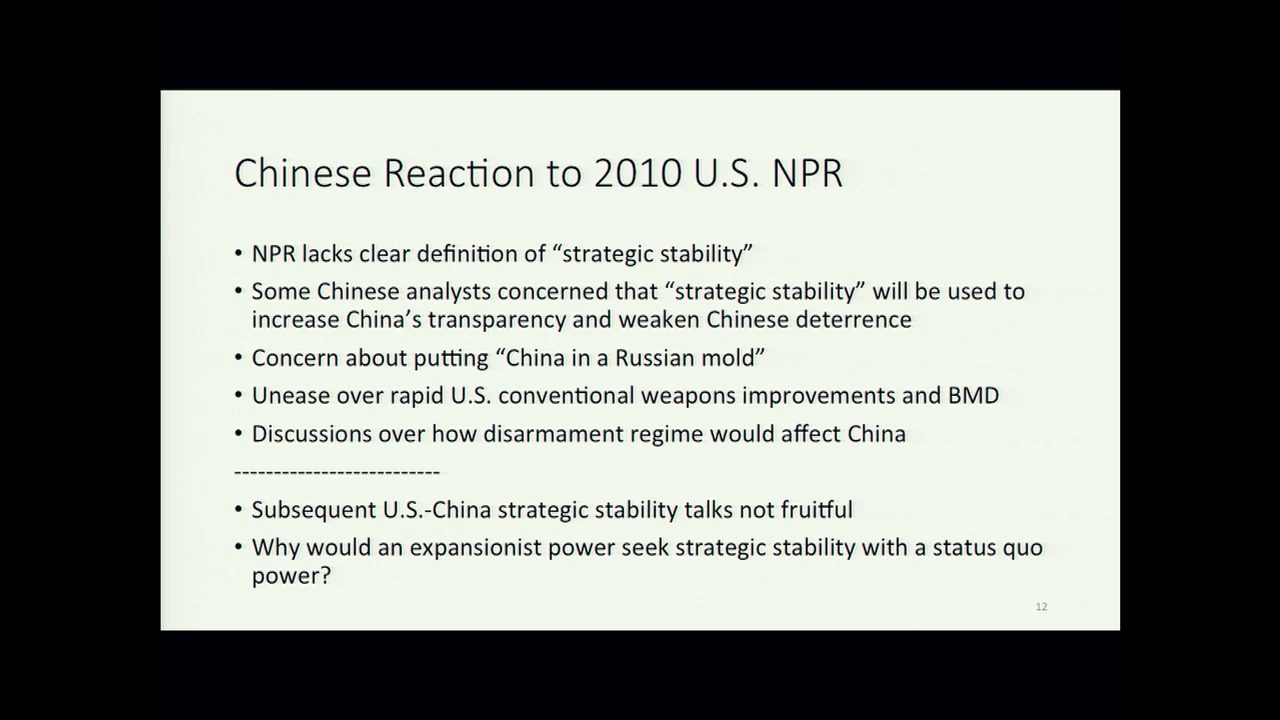 Chinese Reaction to 2010 U.S. NPR
• NPR lacks clear definition of “strategic stability”
• Some Chinese analysts concerned that “strategic stability” will be used to
increase China’s transparency and weaken Chinese deterrence
• Concern about putting “China in a Russian mold”
• Unease over rapid U.S. conventional weapons improvements and BMD
• Discussions over how disarmament regime would affect China
--------------------------
• Subsequent U.S.-China strategic stability talks not fruitful
• Why would an expansionist power seek strategic stability with a status quo
power?
12